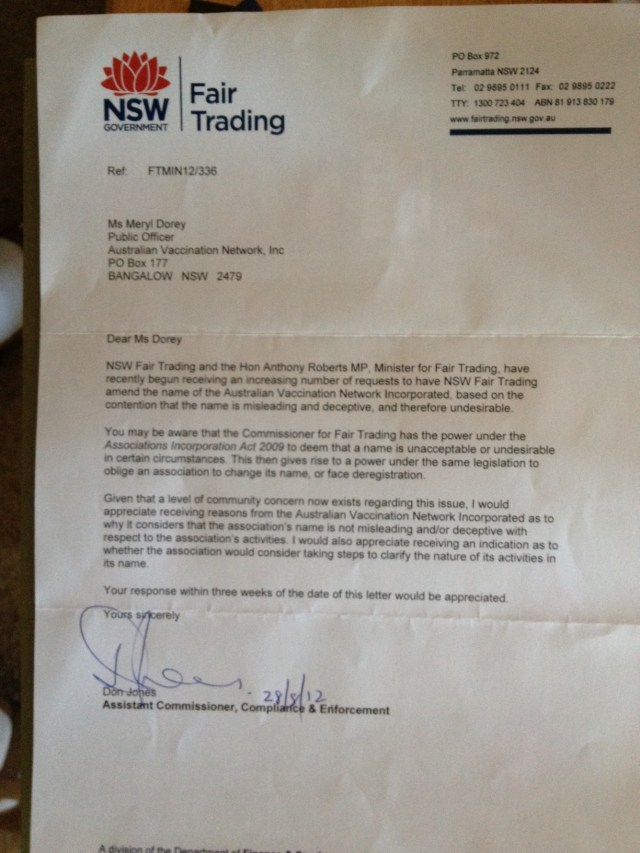 NSW
GOVERNMENT
Fair
Trading
PO Box 972
Parramatta NSW 2124
Tel: 02 9895 0111 Fax: 02 9895 0222
TTY: 1300 723 404 ABN 81 913 830 179
www.fairtrading.nsw.gov.au
Ref: FTMIN12/336
Ms Meryl Dorey
Public Officer
Australian Vaccination Network, Inc
PO Box 177
BANGALOW NSW 2479
Dear Ms Dorey
NSW Fair Trading and the Hon Anthony Roberts MP, Minister for Fair Trading, have
recently begun receiving an increasing number of requests to have NSW Fair Trading
amend the name of the Australian Vaccination Network Incorporated, based on the
contention that the name is misleading and deceptive, and therefore undesirable.
You may be aware that the Commissioner for Fair Trading has the power under the
Associations Incorporation Act 2009 to deem that a name is unacceptable or undesirable
in certain circumstances. This then gives rise to a power under the same legislation to
oblige an association to change its name, or face deregistration.
Given that a level of community concern now exists regarding this issue, I would
appreciate receiving reasons from the Australian Vaccination Network Incorporated as to
why it considers that the association's name is not misleading and/or deceptive with
respect to the association's activities. I would also appreciate receiving an indication as to
whether the association would consider taking steps to clarify the nature of its activities in
its name.
Your response within three weeks of the date of this letter would be appreciated.
Yours sincerely
Don Jones
Assistant Commissioner, Compliance & Enforcement
A division of the Department of Finance &